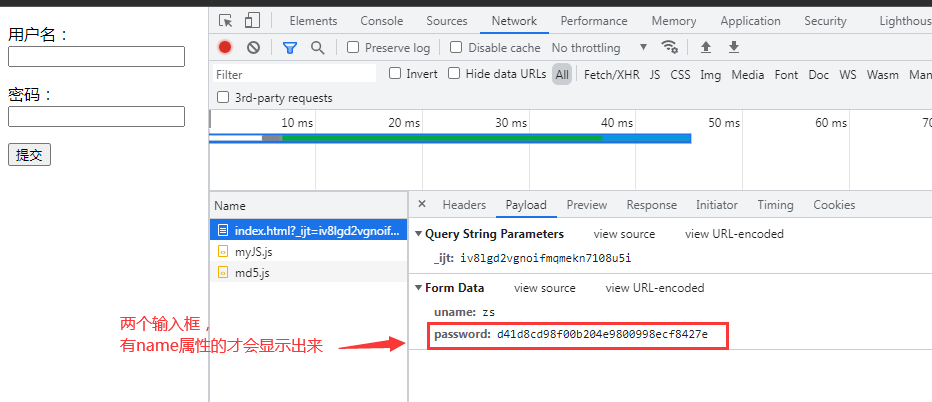 用户名：
密码：
提交
Elements Console Sources Network Performance Memory Application Security Lighthous
Preserve log Disable cache No throttling
Filter Invert Hide data URLs All Fetch/XHR JS CSS Img Media Font Doc WS Wasm Man
3rd-party requests
10 ms 20 ms 30 ms 40 ms 50 ms 60 ms 70
Name
index.html?_ijt=iv8lgd2vgnoif...
myJS.js
md5.js
× Headers Payload Preview Response Initiator Timing Cookies
Query String Parameters view source view URL-encoded
_ijt: iv8lgd2vgnoifmqmekn7108u5i
Form Data view source view URL-encoded
uname: zs
password: d41d8cd98f00b204e9800998ecf8427e
两个输入框，
有name属性的才会显示出来